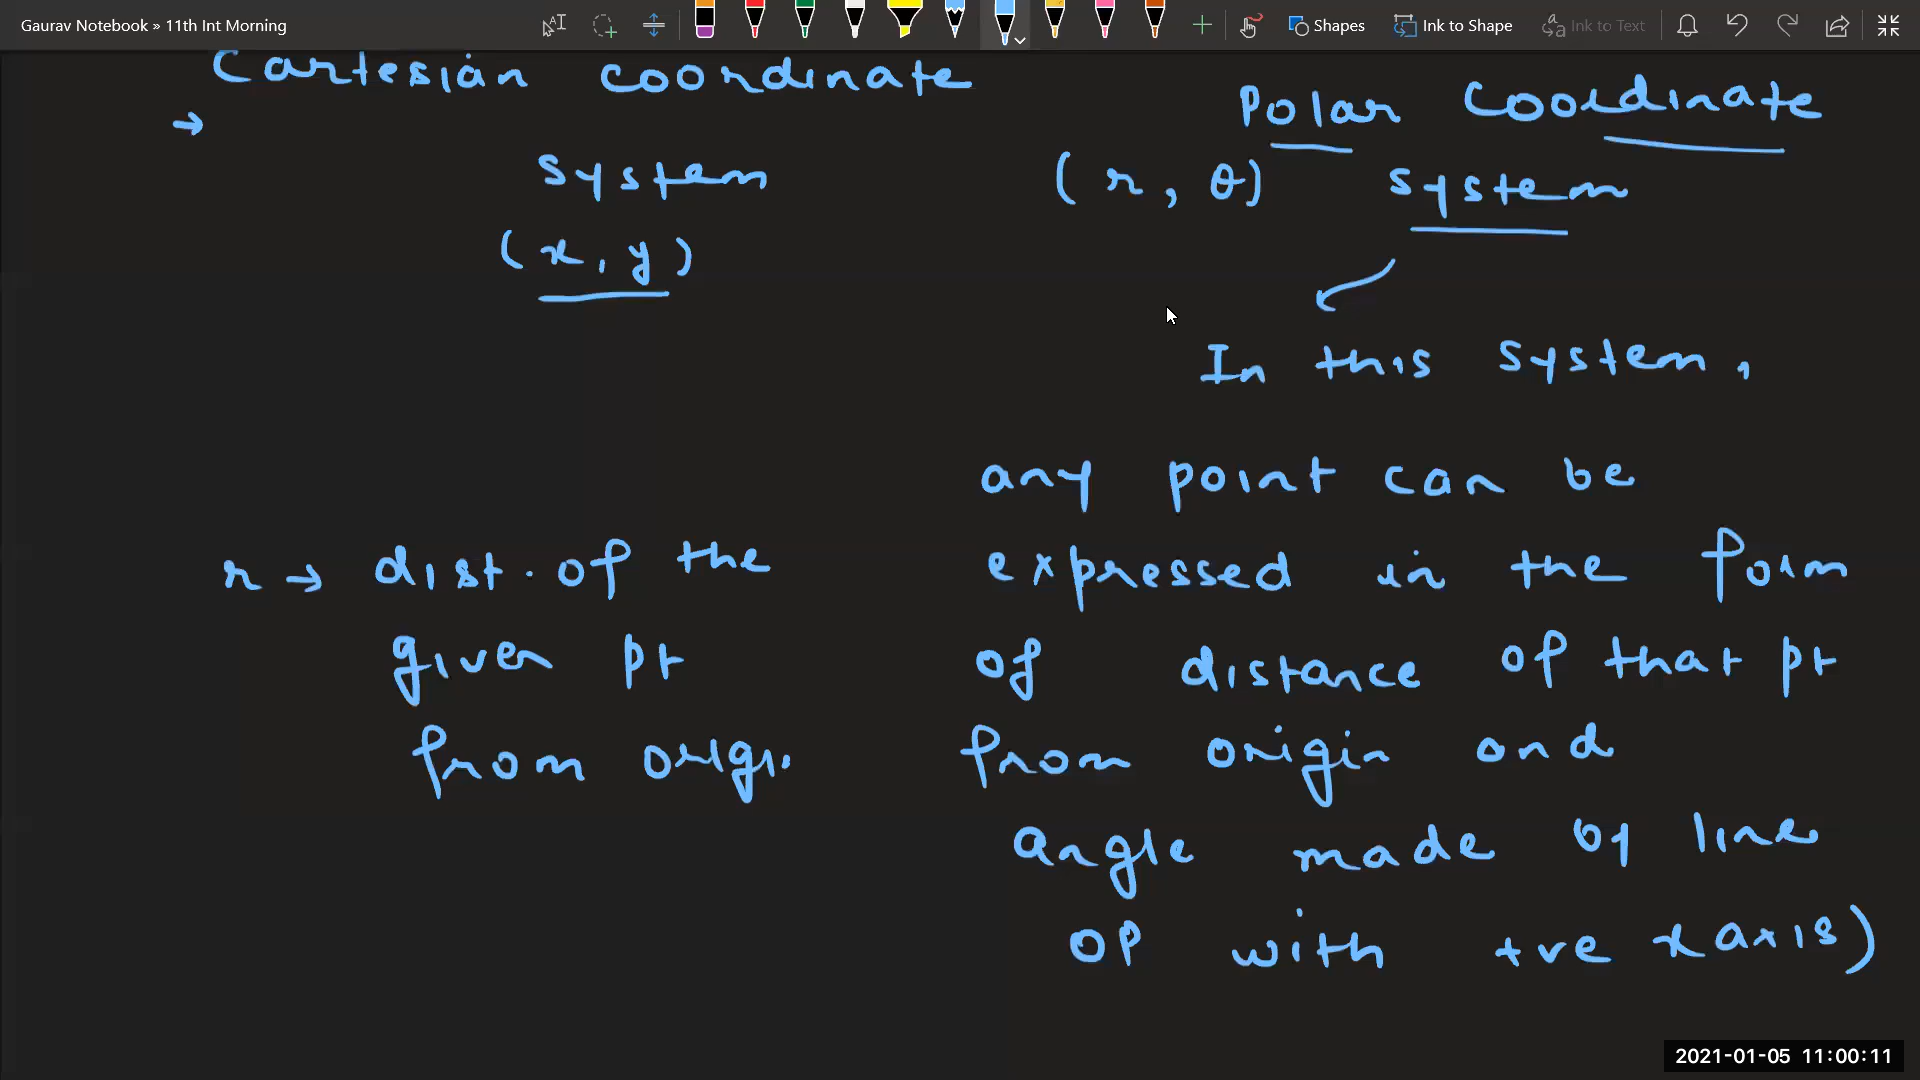 Gaurav Notebook » 11th Int Morning
Shapes
Ink to Shape
Ink to Text
Cartesian coordinate
→
system
(x, y)
Polar Coordinate
(r, θ) system
In this system,
any point can be
expressed in the form
of distance of that pt
from origin and
angle made of line
OP with +ve x axis)
r → dist. of the
given pt
from origi.
2021-01-05 11:00:11